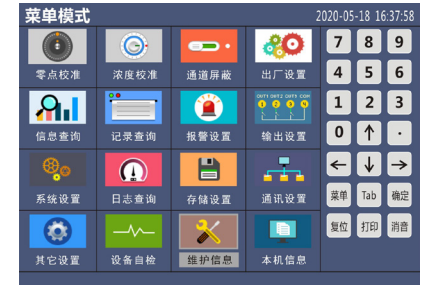 菜单模式 2020-05-18 16:37:58
零点校准 浓度校准 通道屏蔽 出厂设置 7 8 9
4 5 6
OUT1 OUT2 OUT3 COM
信息查询 记录查询 报警设置 输出设置 1 2 3
0 ↑ ·
系统设置 日志查询 存储设置 通讯设置 ← ↓ →
菜单 Tab 确定
其它设置 设备自检 维护信息 本机信息 复位 打印 消音